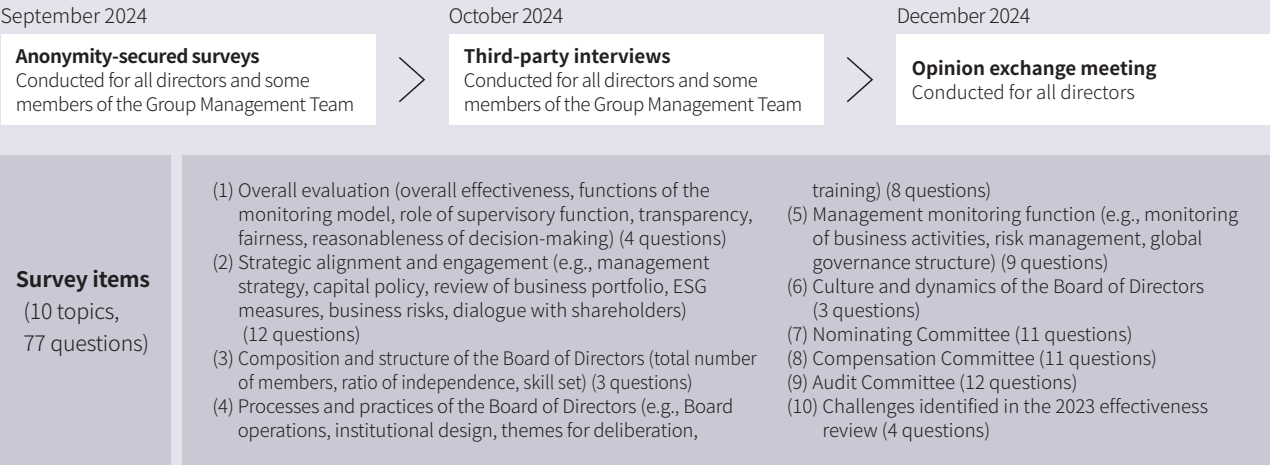 September 2024
Anonymity-secured surveys
Conducted for all directors and some
members of the Group Management Team
October 2024
Third-party interviews
Conducted for all directors and some
members of the Group Management Team
December 2024
Opinion exchange meeting
Conducted for all directors
Survey items
(10 topics,
77 questions)
(1) Overall evaluation (overall effectiveness, functions of the
monitoring model, role of supervisory function, transparency,
fairness, reasonableness of decision-making) (4 questions)
(2) Strategic alignment and engagement (e.g., management
strategy, capital policy, review of business portfolio, ESG
measures, business risks, dialogue with shareholders)
(12 questions)
(3) Composition and structure of the Board of Directors (total number
of members, ratio of independence, skill set) (3 questions)
(4) Processes and practices of the Board of Directors (e.g., Board
operations, institutional design, themes for deliberation,
training) (8 questions)
(5) Management monitoring function (e.g., monitoring
of business activities, risk management, global
governance structure) (9 questions)
(6) Culture and dynamics of the Board of Directors
(3 questions)
(7) Nominating Committee (11 questions)
(8) Compensation Committee (11 questions)
(9) Audit Committee (12 questions)
(10) Challenges identified in the 2023 effectiveness
review (4 questions)